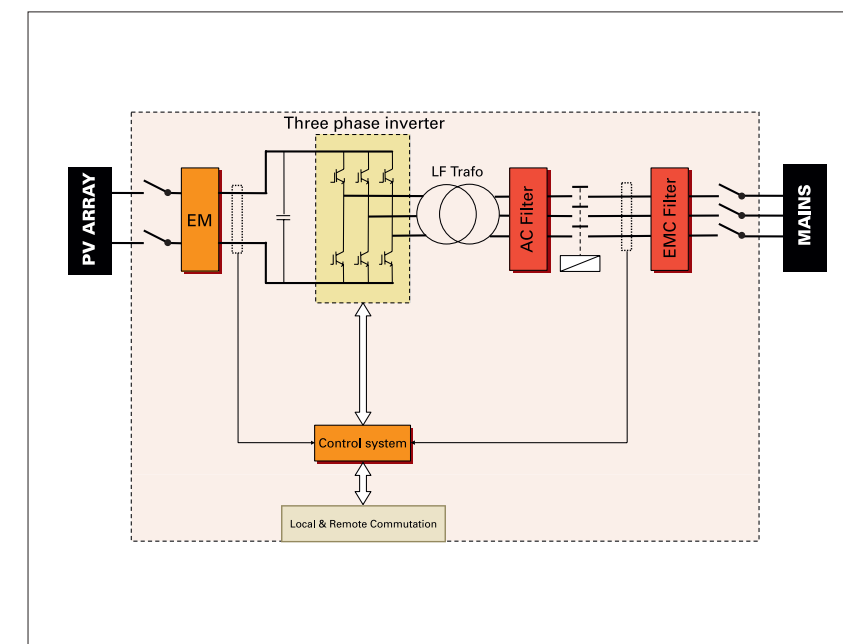 Three phase inverter
PV ARRAY
EM
LF Trafo
AC Filter
EMC Filter
MAINS
Control system
Local & Remote Commutation